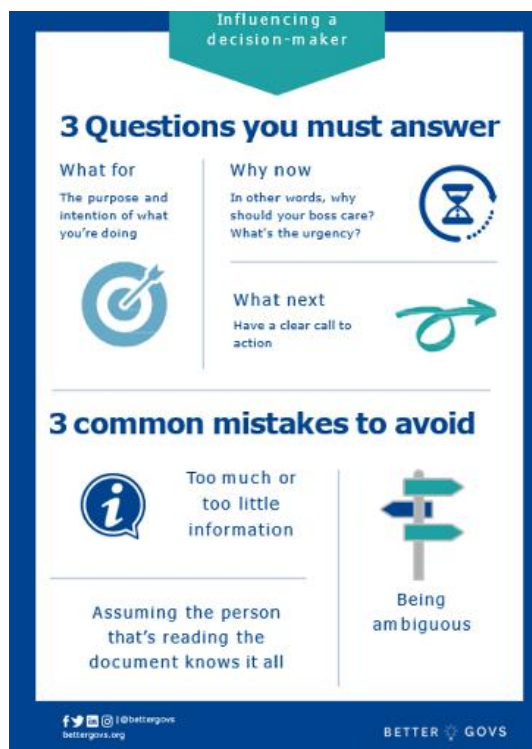 Influencing a
decision-maker
3 Questions you must answer
What for
The purpose and
intention of what
you're doing
Why now
In other words, why
should your boss care?
What's the urgency?
What next
Have a clear call to
action
3 common mistakes to avoid
Too much or
too little
information
Being
ambiguous
Assuming the person
that's reading the
document knows it all
| @bettergovs
bettergovs.org
BETTER GOVS